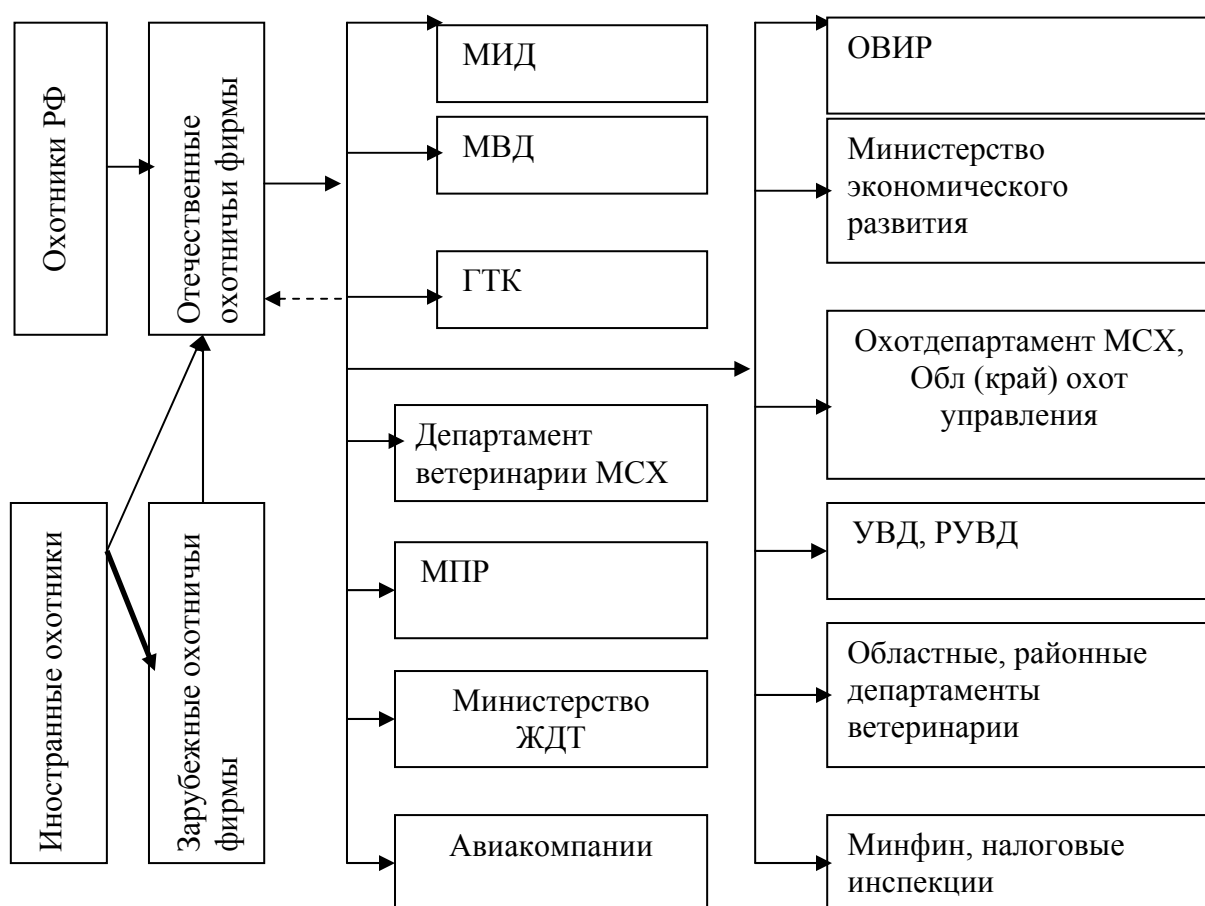 Охотники РФ
Отечественные
охотничьи фирмы
Иностранные охотники
Зарубежные охотничьи
фирмы
МИД
МВД
ГТК
Департамент
ветеринарии МСХ
МПР
Министерство
ЖДТ
Авиакомпании
ОВИР
Министерство
экономического
развития
Охотдепартамент МСХ,
Обл (край) охот
управления
УВД, РУВД
Областные, районные
департаменты
ветеринарии
Минфин, налоговые
инспекции